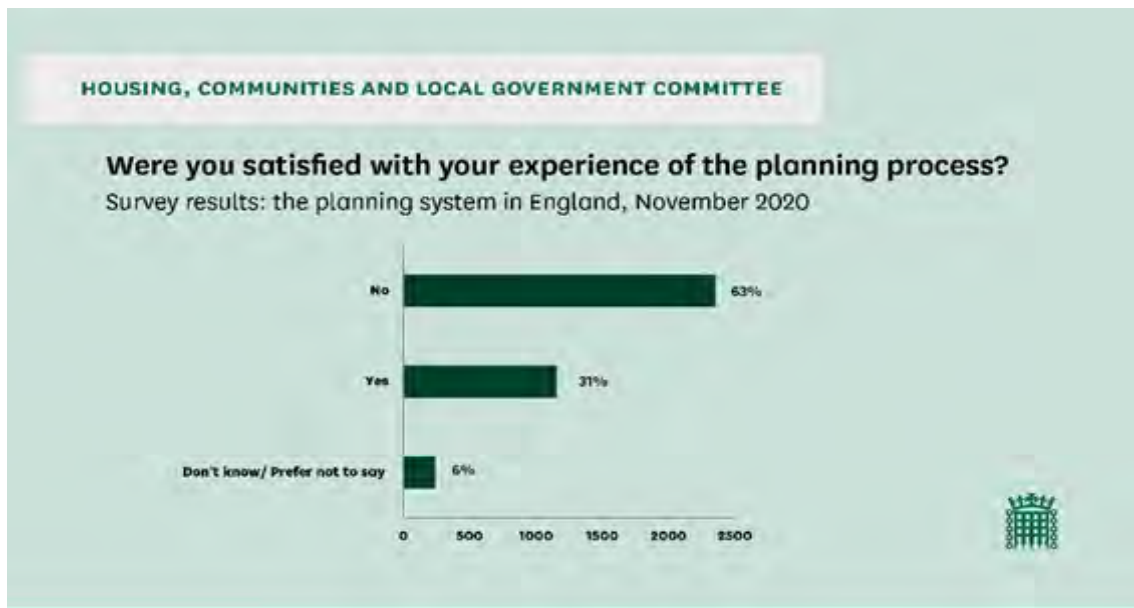 HOUSING, COMMUNITIES AND LOCAL GOVERNMENT COMMITTEE
Were you satisfied with your experience of the planning process?
Survey results: the planning system in England, November 2020
No 63%
Yes 31%
Don't know/ Prefer not to say 6%
0 500 1000 1500 2000 2500